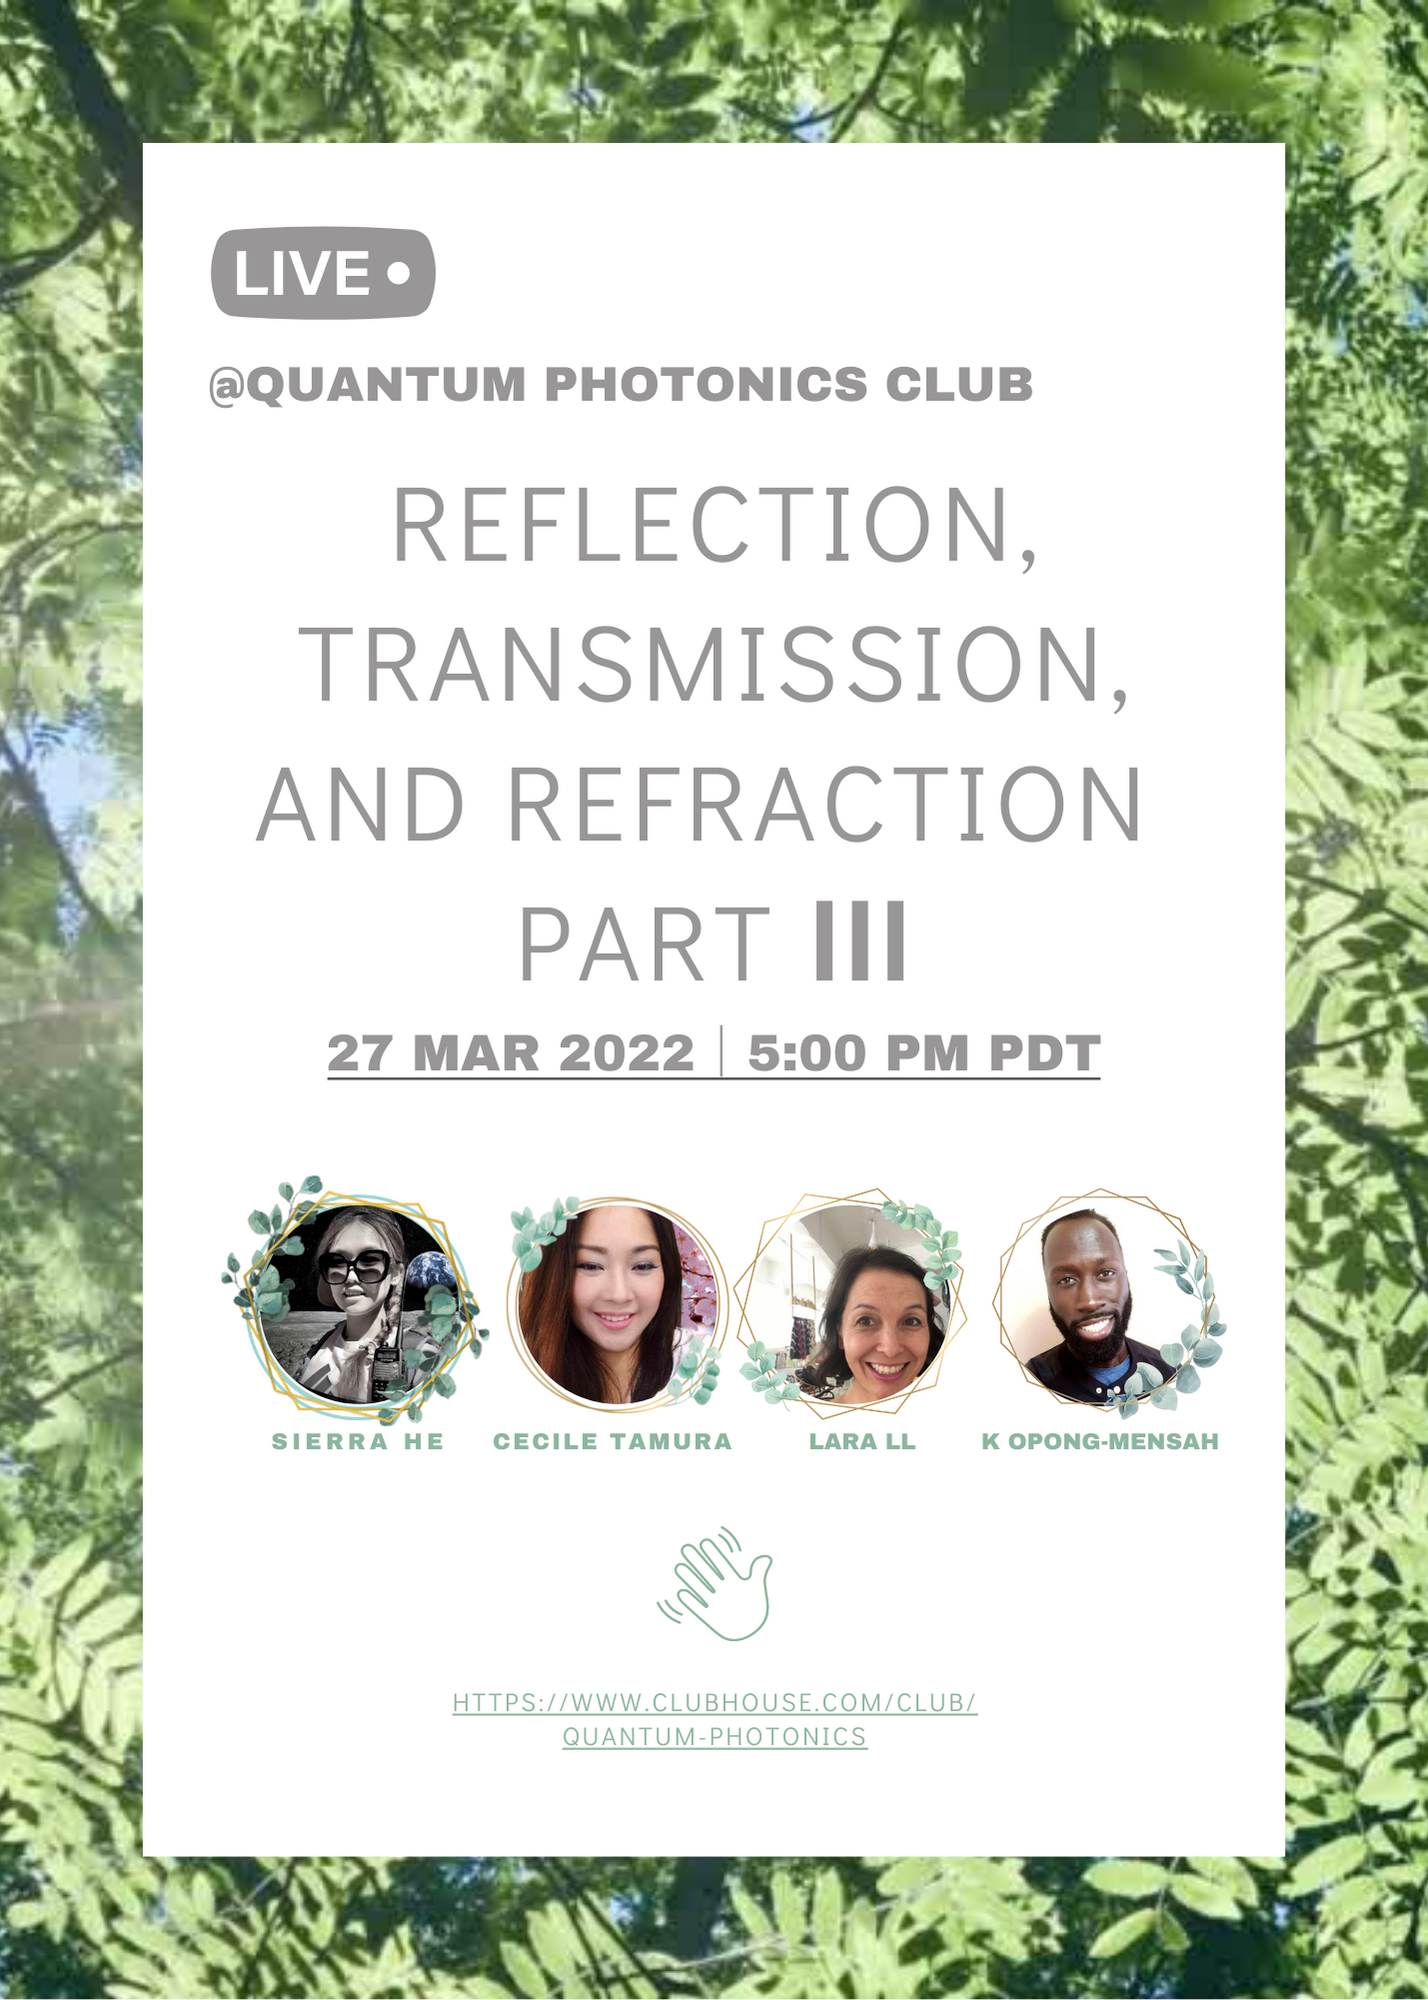 LIVE
@QUANTUM PHOTONICS CLUB
REFLECTION,
TRANSMISSION,
AND REFRACTION
PART III
27 MAR 2022 | 5:00 PM PDT
SIERRA HE
CECILE TAMURA
LARA LL
K OPONG-MENSAH
HTTPS://WWW.CLUBHOUSE.COM/CLUB/
QUANTUM-PHOTONICS